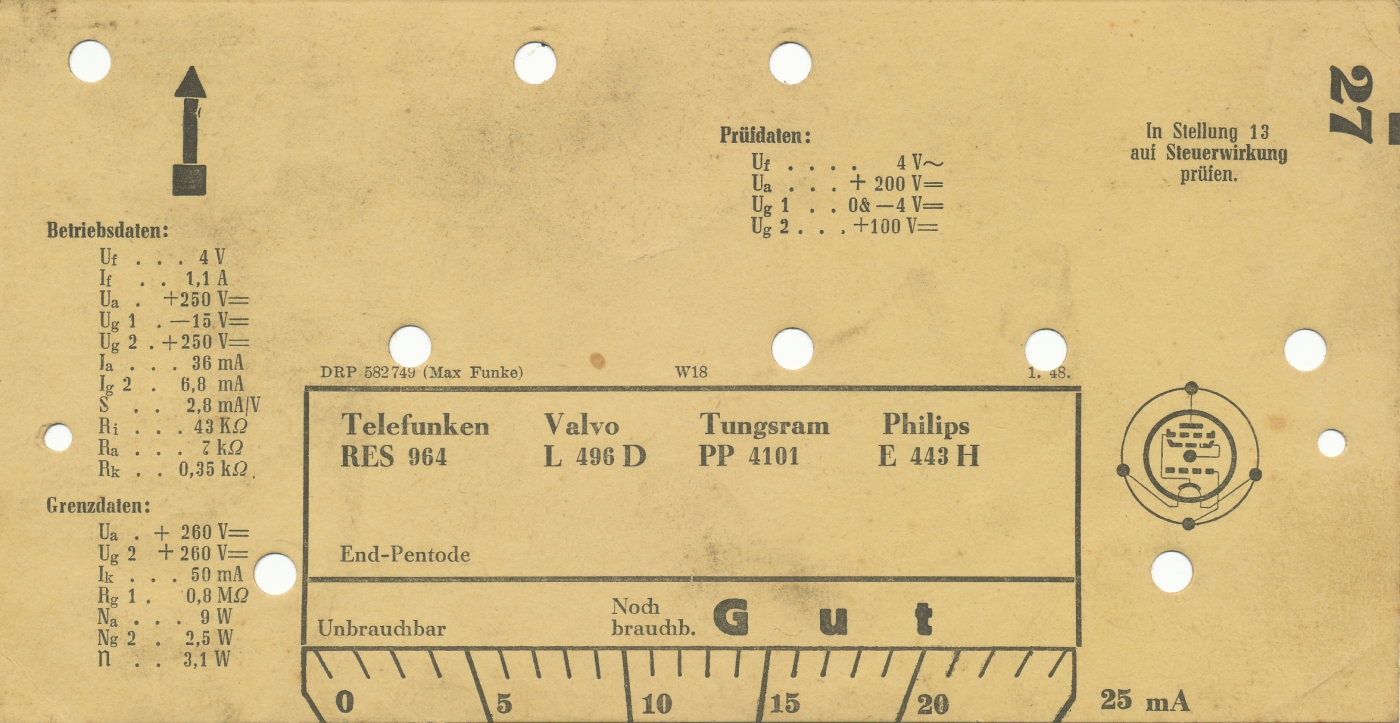 27
In Stellung 13
auf Steuerwirkung
prüfen.
Prüfdaten:
Uf . . . . 4 V~
Ua . . . + 200 V=
Ug 1 . . 0& —4 V=
Ug 2 . . . +100 V=
Betriebsdaten:
Uf . . . 4 V
If . . 1,1 A
Ua . +250 V=
Ug 1 . —15 V=
Ug 2 . +250 V=
Ia . . . 36 mA
Ig 2 . 6,8 mA
S . . 2,8 mA/V
Ri . . . 43 KΩ
Ra . . . 7 kΩ
Rk . . 0,35 kΩ.
Grenzdaten:
Ua . + 260 V=
Ug 2 + 260 V=
Ik . . . 50 mA
Rg 1 . 0,8 MΩ
Na . . . 9 W
Ng 2 . 2,5 W
n . . 3,1 W
DRP 582749 (Max Funke) W18 1. 48.
Telefunken Valvo Tungsram Philips
RES 964 L 496 D PP 4101 E 443 H
End-Pentode
Unbrauchbar Noch brauchb. Gut
0 5 10 15 20 25 mA